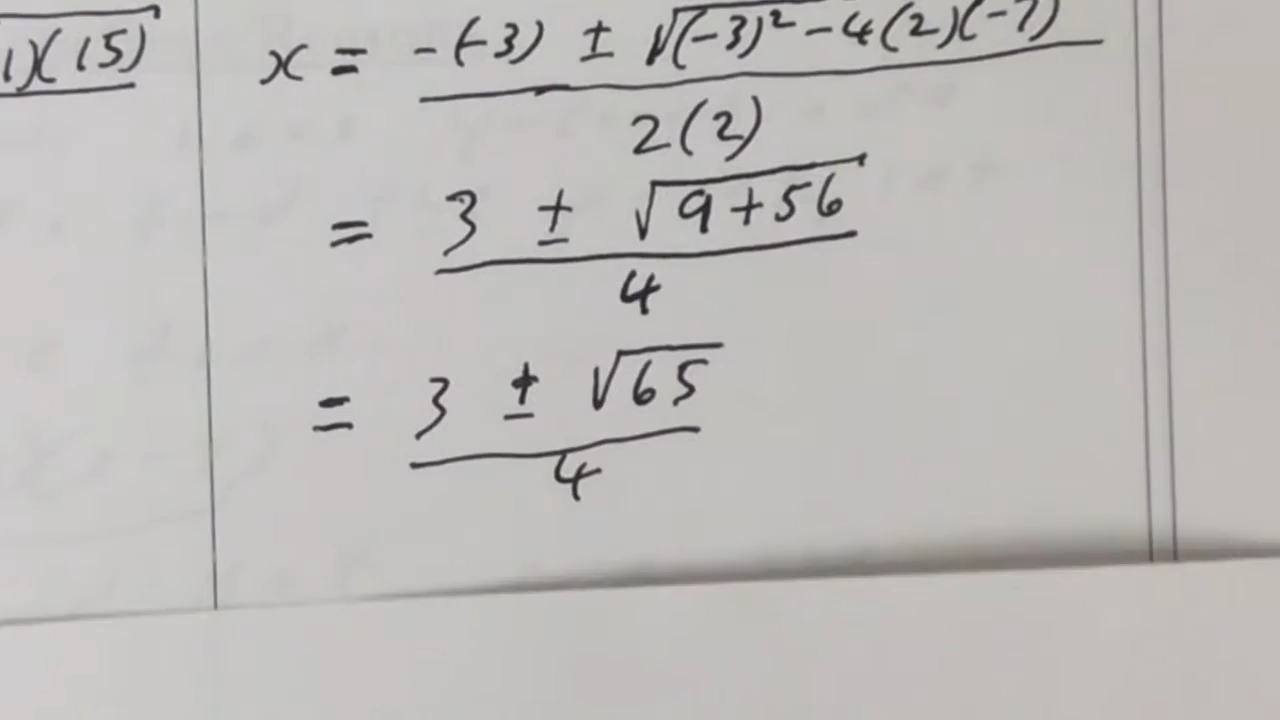 1)(15)
x = -(-3) ± √(-3)² - 4(2)(-7)
2(2)
= 3 ± √9+56
4
= 3 ± √65
4